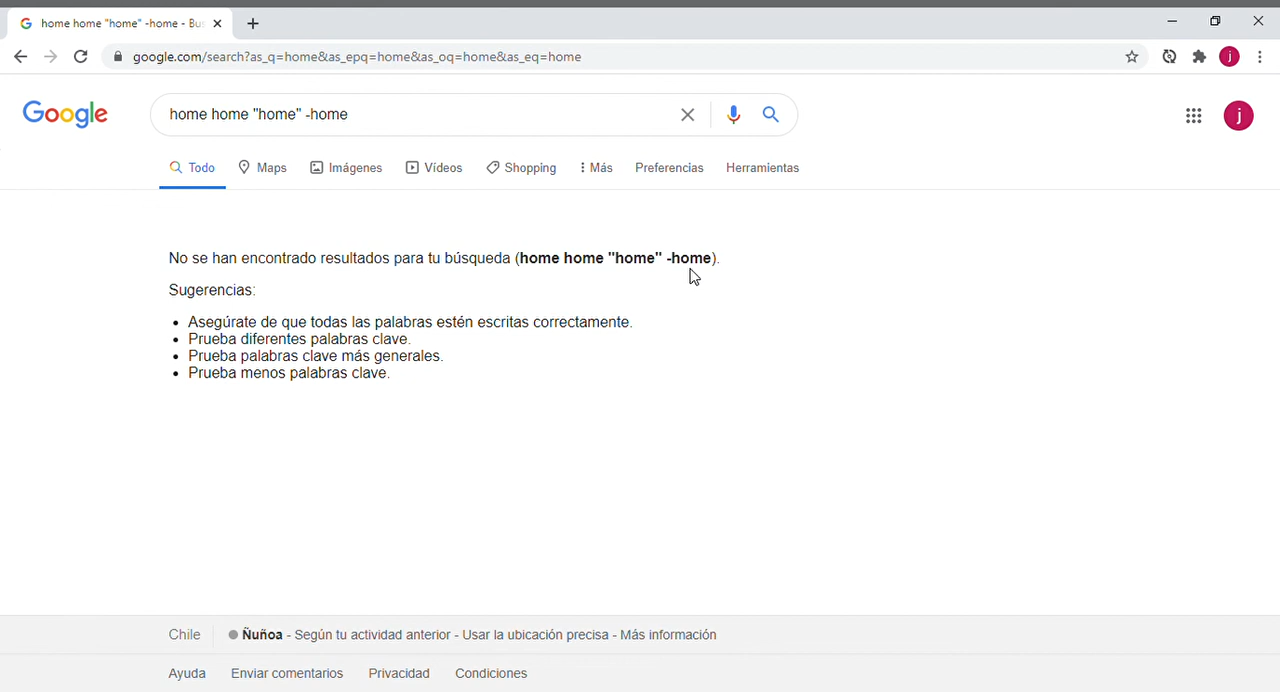 home home "home" -home - Bu
google.com/search?as_q=home&as_epq=home&as_oq=home&as_eq=home
j
Google
home home "home" -home
j
Todo Maps Imágenes Vídeos Shopping Más Preferencias Herramientas
No se han encontrado resultados para tu búsqueda (home home "home" -home).
Sugerencias:
Asegúrate de que todas las palabras estén escritas correctamente.
Prueba diferentes palabras clave.
Prueba palabras clave más generales.
Prueba menos palabras clave.
Chile Ñuñoa - Según tu actividad anterior - Usar la ubicación precisa - Más información
Ayuda Enviar comentarios Privacidad Condiciones